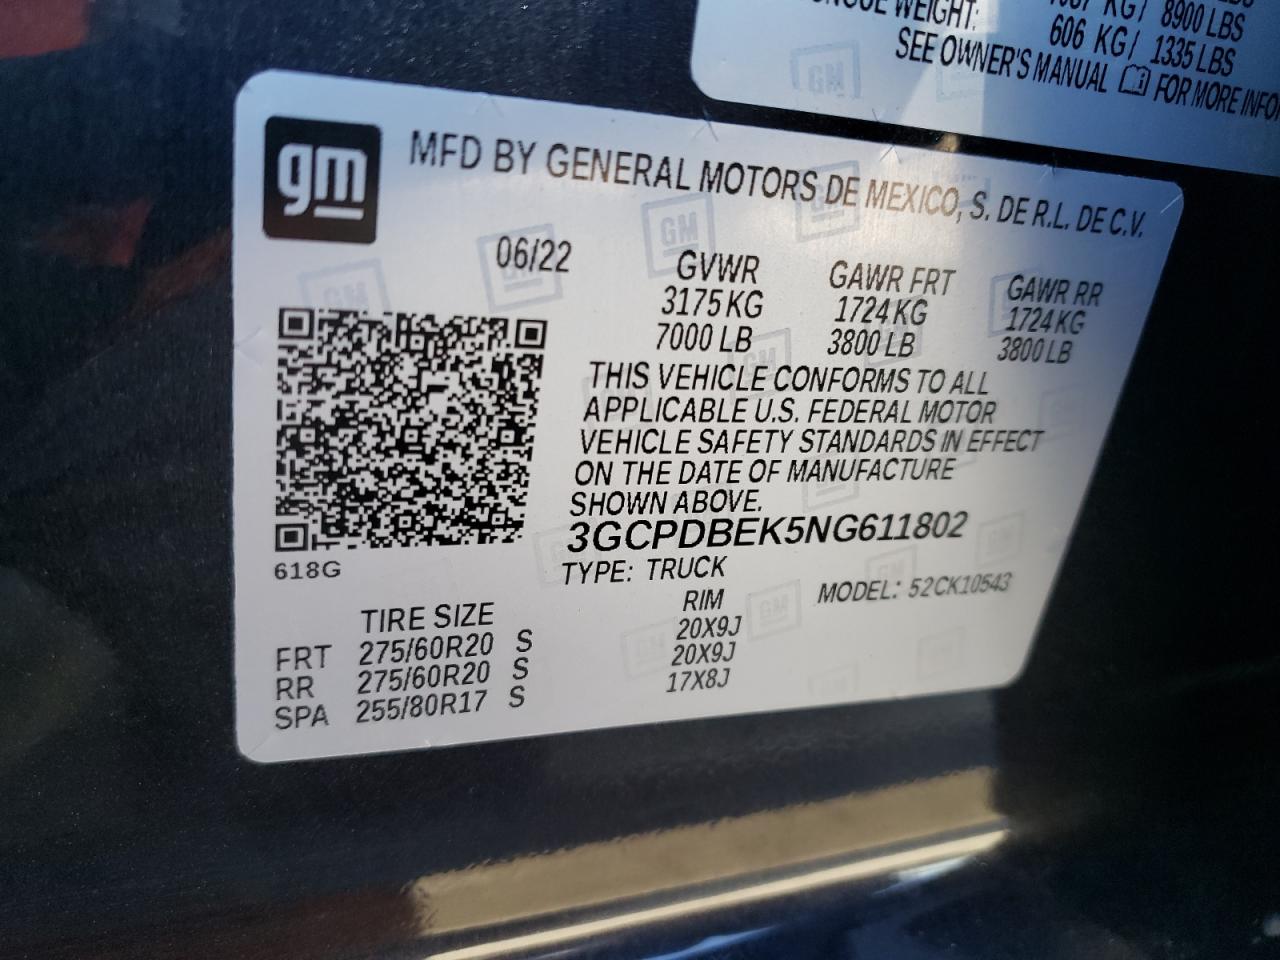 KG/ 8900 LBS
WEIGHT: 606 KG/ 1335 LBS
SEE OWNER'S MANUAL FOR MORE
gm
MFD BY GENERAL MOTORS DE MEXICO, S. DE R.L. DE C.V.
06/22
GVWR GAWR FRT GAWR RR
3175 KG 1724 KG 1724 KG
7000 LB 3800 LB 3800 LB
THIS VEHICLE CONFORMS TO ALL
APPLICABLE U.S. FEDERAL MOTOR
VEHICLE SAFETY STANDARDS IN EFFECT
ON THE DATE OF MANUFACTURE
SHOWN ABOVE.
3GCPDBEK5NG611802
618G
TYPE: TRUCK
MODEL: 52CK10543
TIRE SIZE RIM
FRT 275/60R20 S 20X9J
RR 275/60R20 S 20X9J
SPA 255/80R17 S 17X8J